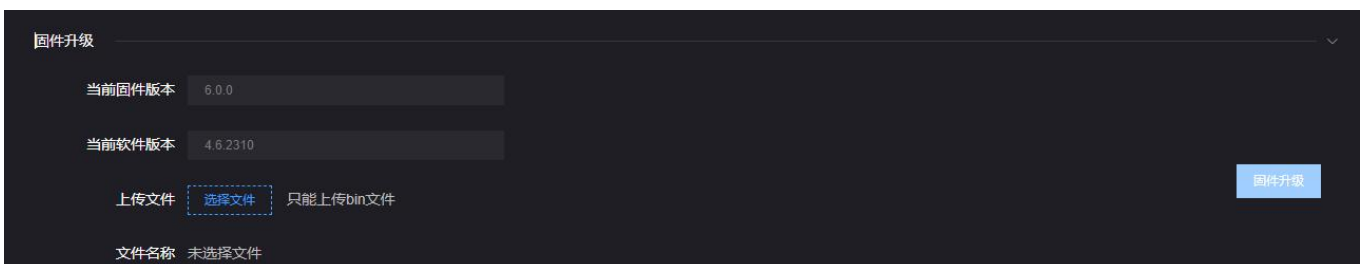 固件升级
当前固件版本 6.0.0
当前软件版本 4.6.2310
固件升级
上传文件 选择文件 只能上传bin文件
文件名称 未选择文件